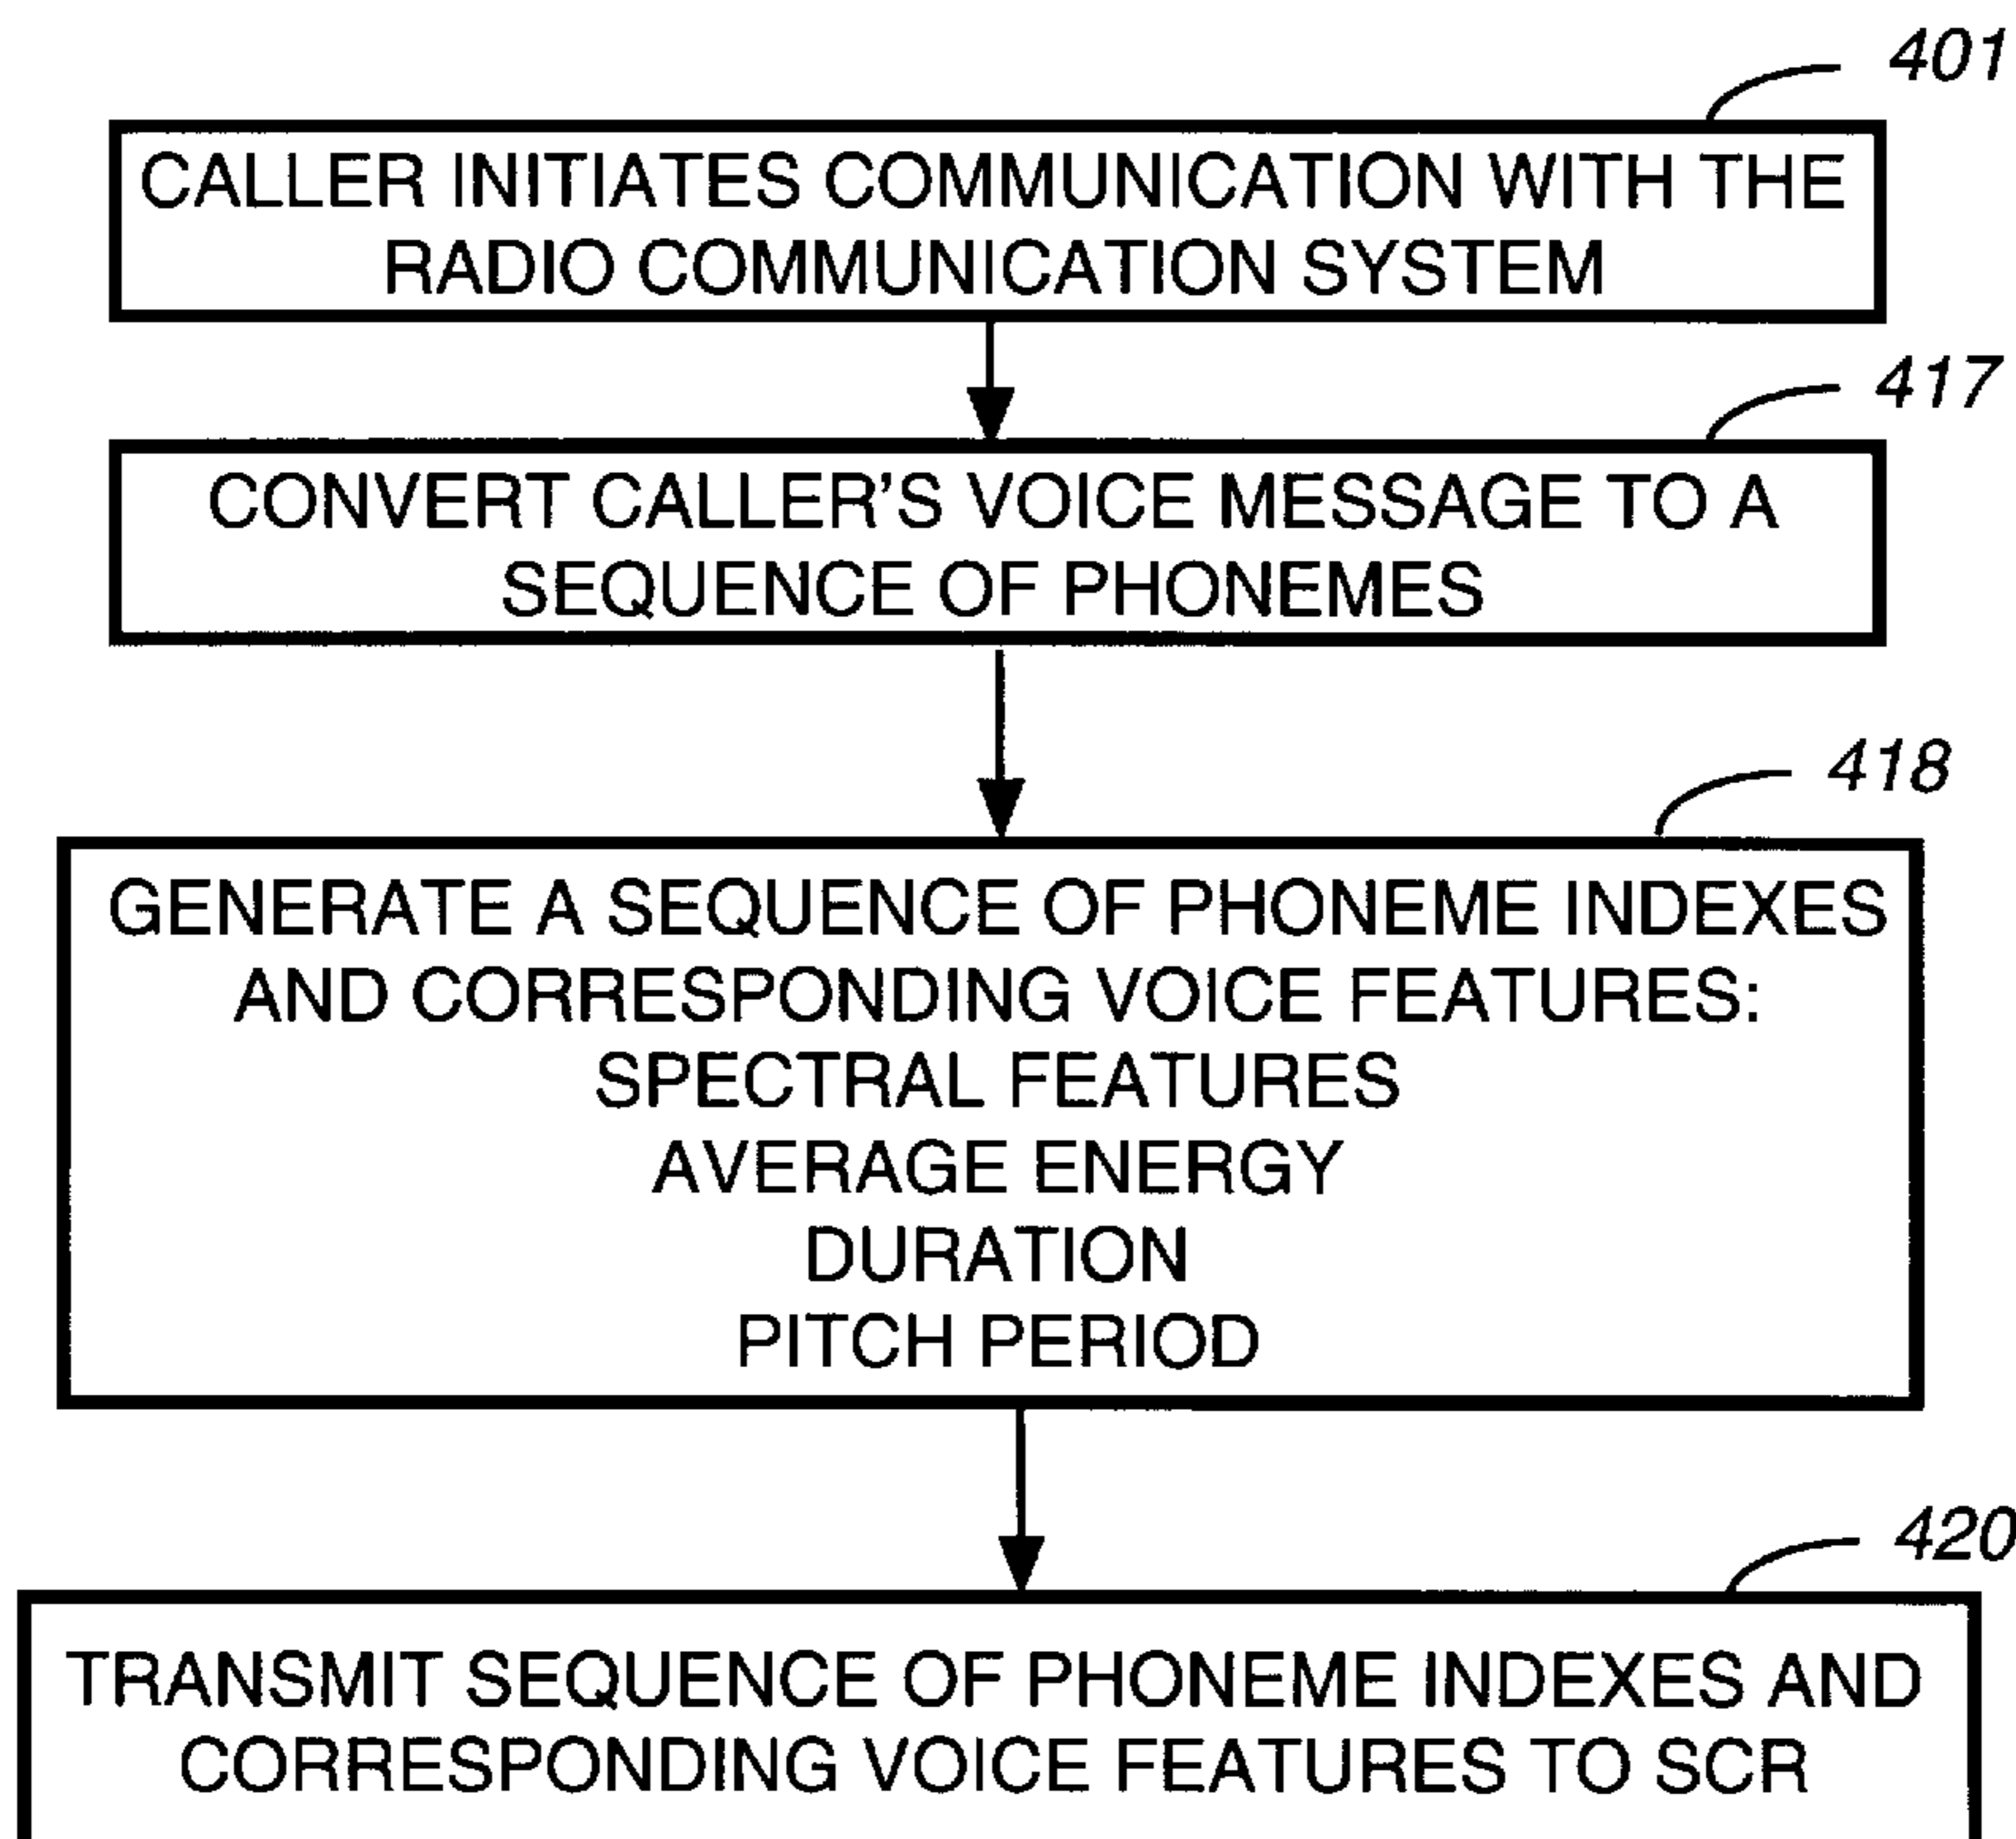 401
CALLER INITIATES COMMUNICATION WITH THE
RADIO COMMUNICATION SYSTEM
417
CONVERT CALLER'S VOICE MESSAGE TO A
SEQUENCE OF PHONEMES
418
GENERATE A SEQUENCE OF PHONEME INDEXES
AND CORRESPONDING VOICE FEATURES:
SPECTRAL FEATURES
AVERAGE ENERGY
DURATION
PITCH PERIOD
420
TRANSMIT SEQUENCE OF PHONEME INDEXES AND
CORRESPONDING VOICE FEATURES TO SCR